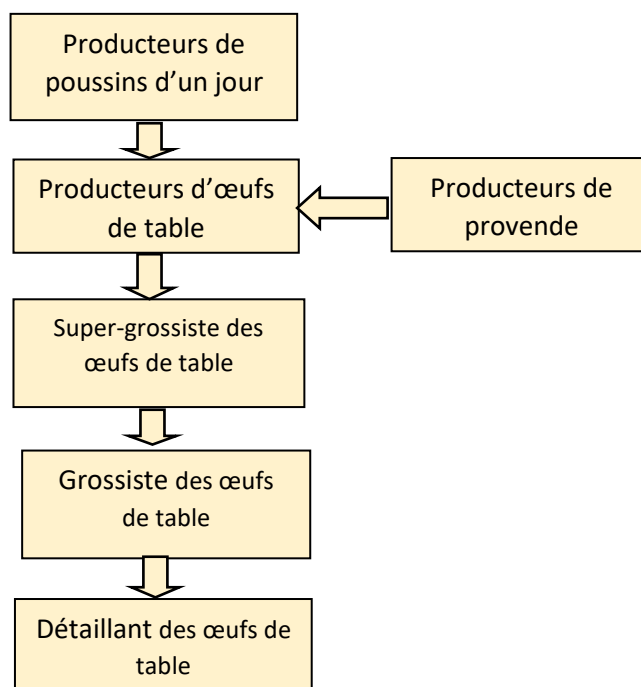 Producteurs de
poussins d’un jour
Producteurs d’œufs
de table
Producteurs de
provende
Super-grossiste des
œufs de table
Grossiste des œufs
de table
Détaillant des œufs de
table